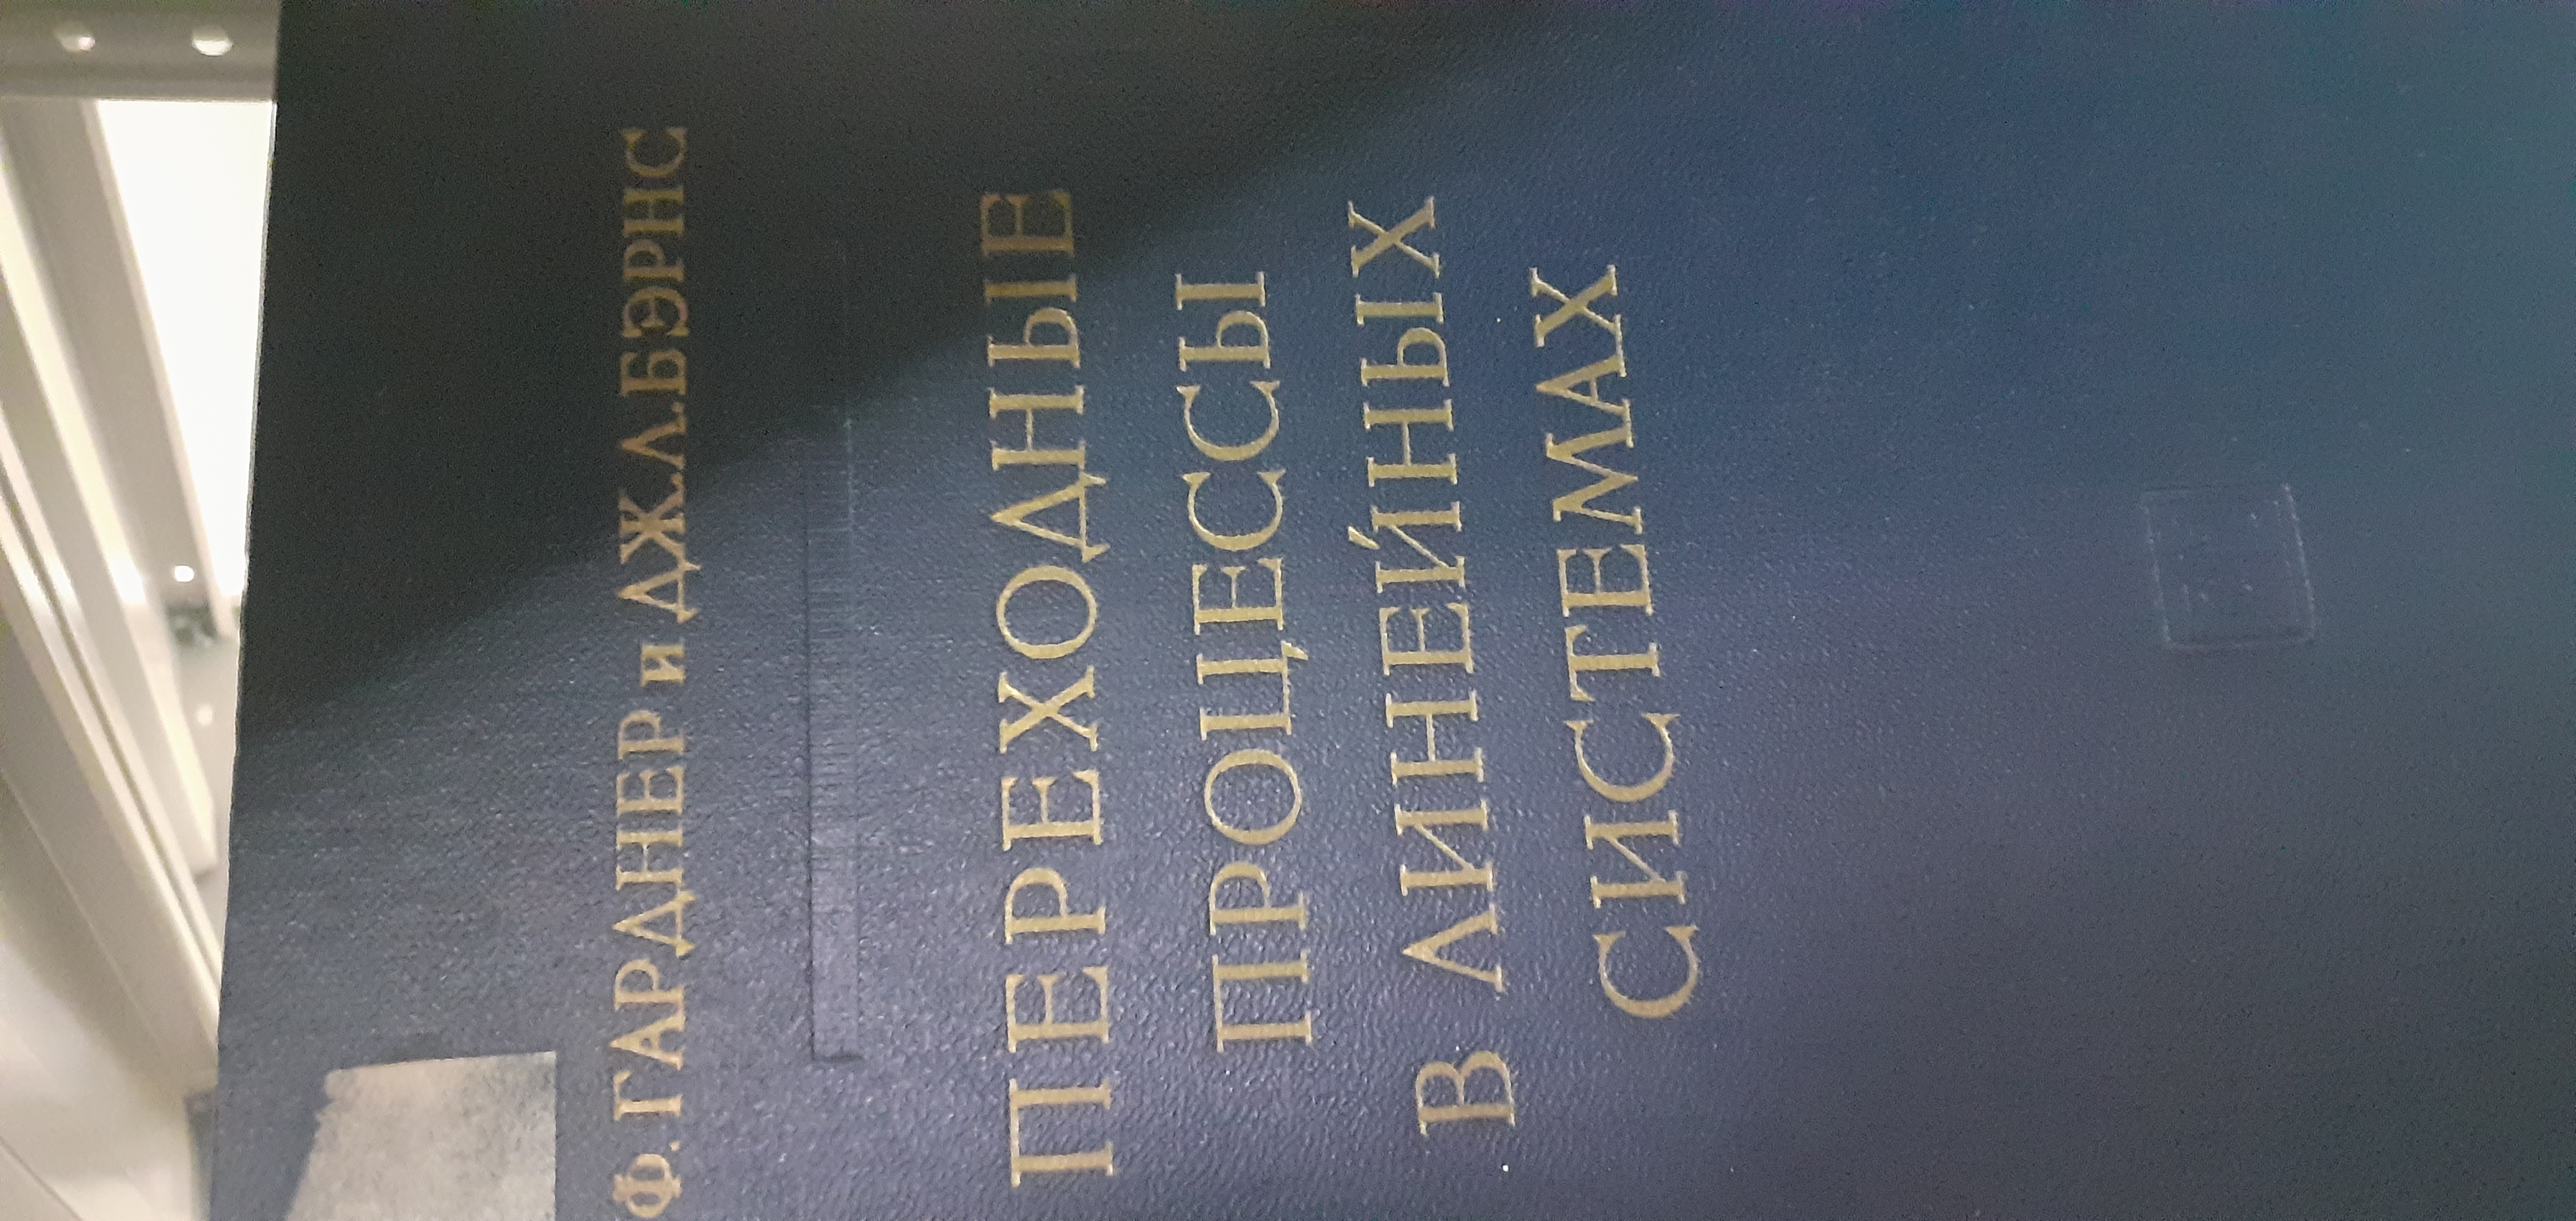 Ф. ГАРДНЕР и ДЖ.Л.БЭРНС
ПЕРЕХОДНЫЕ
ПРОЦЕССЫ
В ЛИНЕЙНЫХ
СИСТЕМАХ